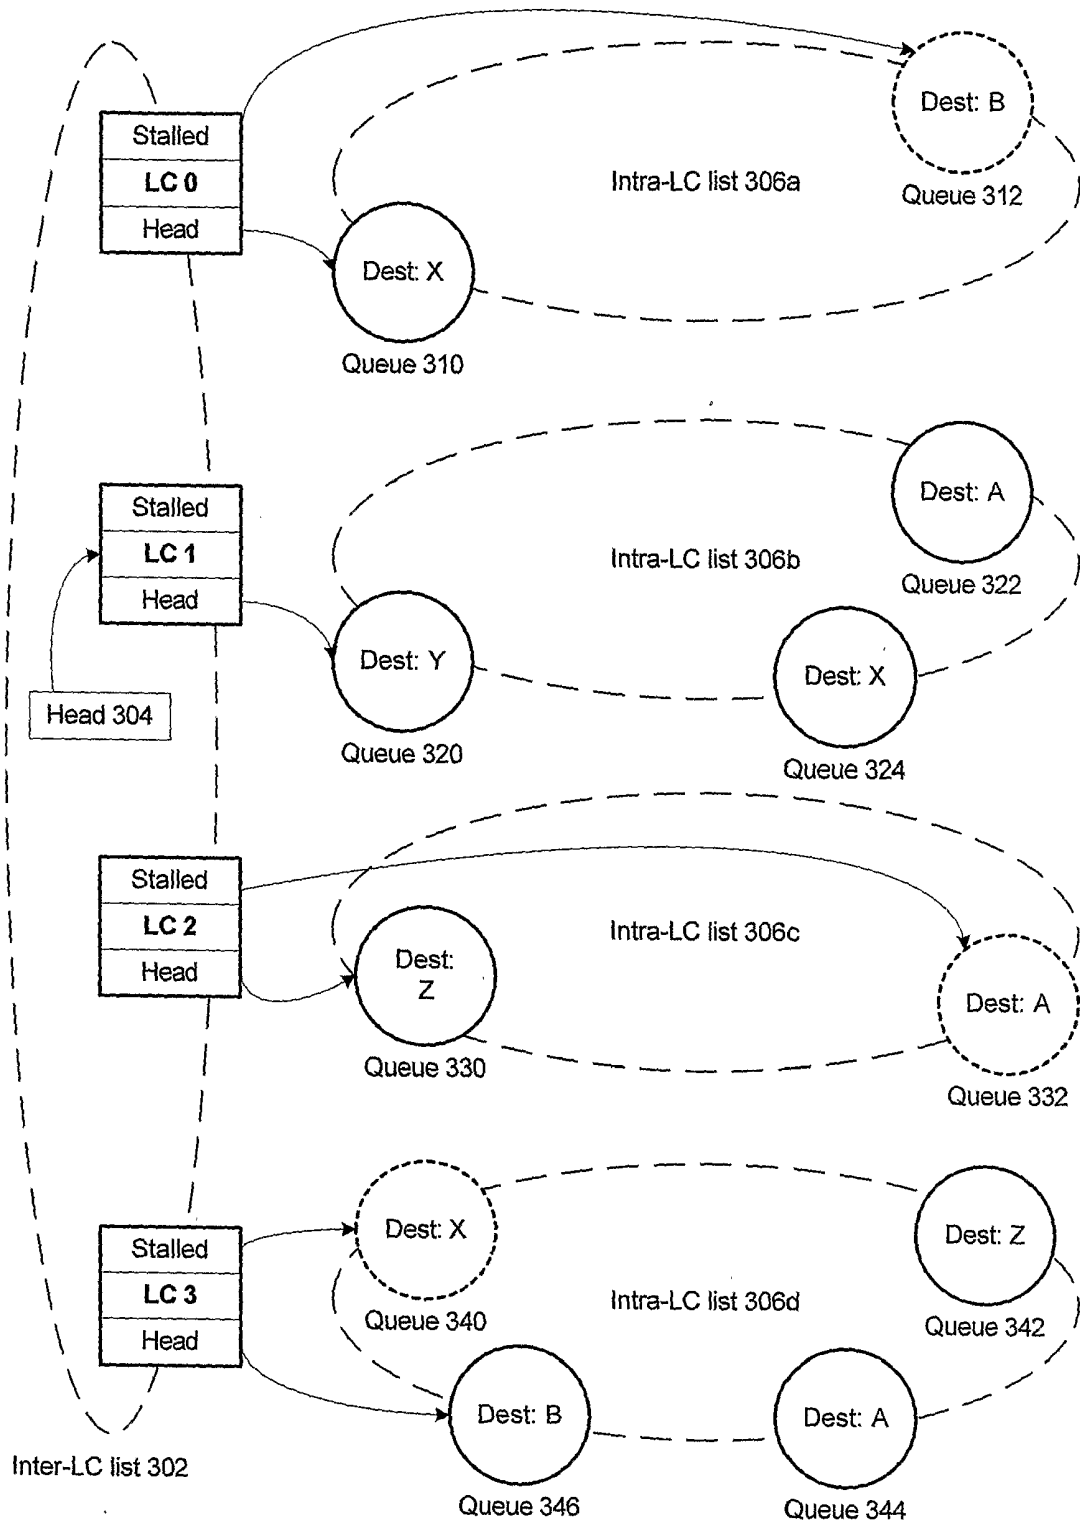 Stalled
LC 0
Head
Dest: B
Intra-LC list 306a
Queue 312
Dest: X
Queue 310
Stalled
LC 1
Head
Head 304
Dest: A
Intra-LC list 306b
Queue 322
Dest: Y
Dest: X
Queue 320
Queue 324
Stalled
LC 2
Head
Intra-LC list 306c
Dest:
Z
Dest: A
Queue 330
Queue 332
Stalled
LC 3
Head
Dest: X
Dest: Z
Intra-LC list 306d
Queue 340
Queue 342
Dest: B
Dest: A
Inter-LC list 302
Queue 346
Queue 344